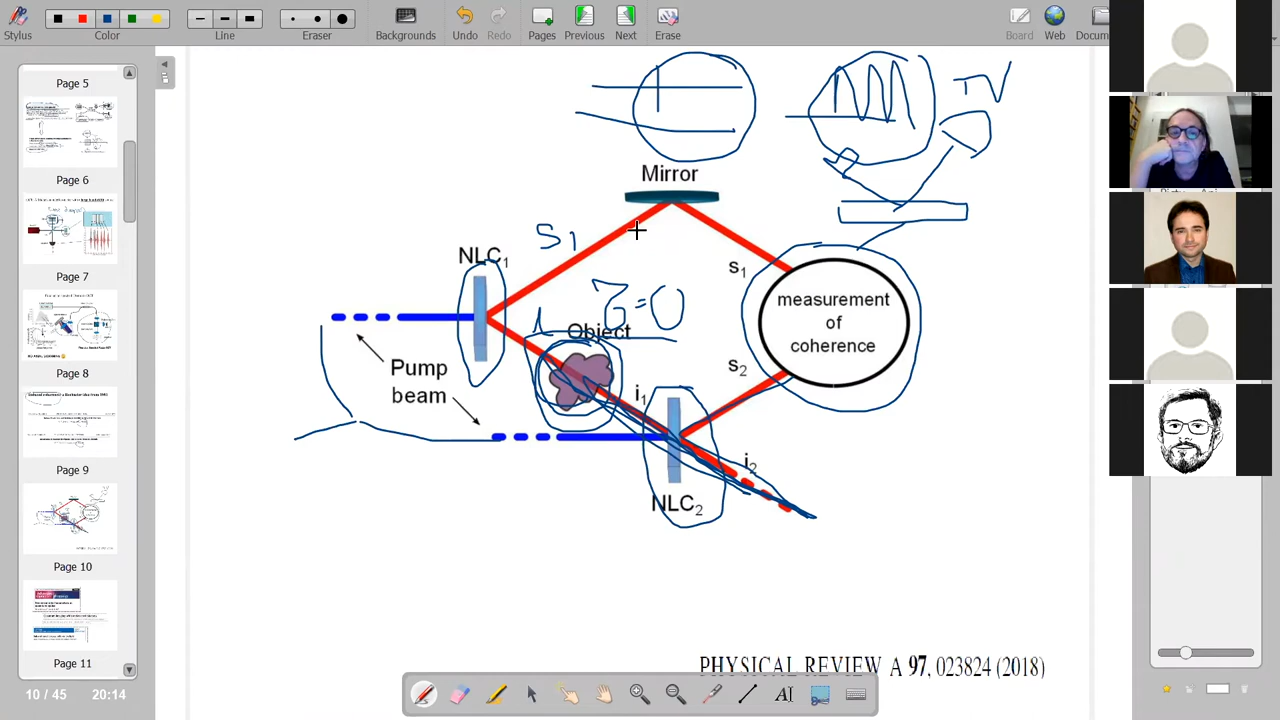 Stylus
Color
Line
Eraser
Backgrounds
Undo
Redo
Pages
Previous
Next
Erase
Board
Web
Docum
Page 5
Page 6
Page 7
Page 8
Page 9
Page 10
Page 11
10 / 45
20:14
Mirror
NLC1
S1
s1
measurement
of
coherence
τ=0
Object
Pump
beam
i1
s2
i2
NLC2
PHYSICAL REVIEW A 97, 023824 (2018)